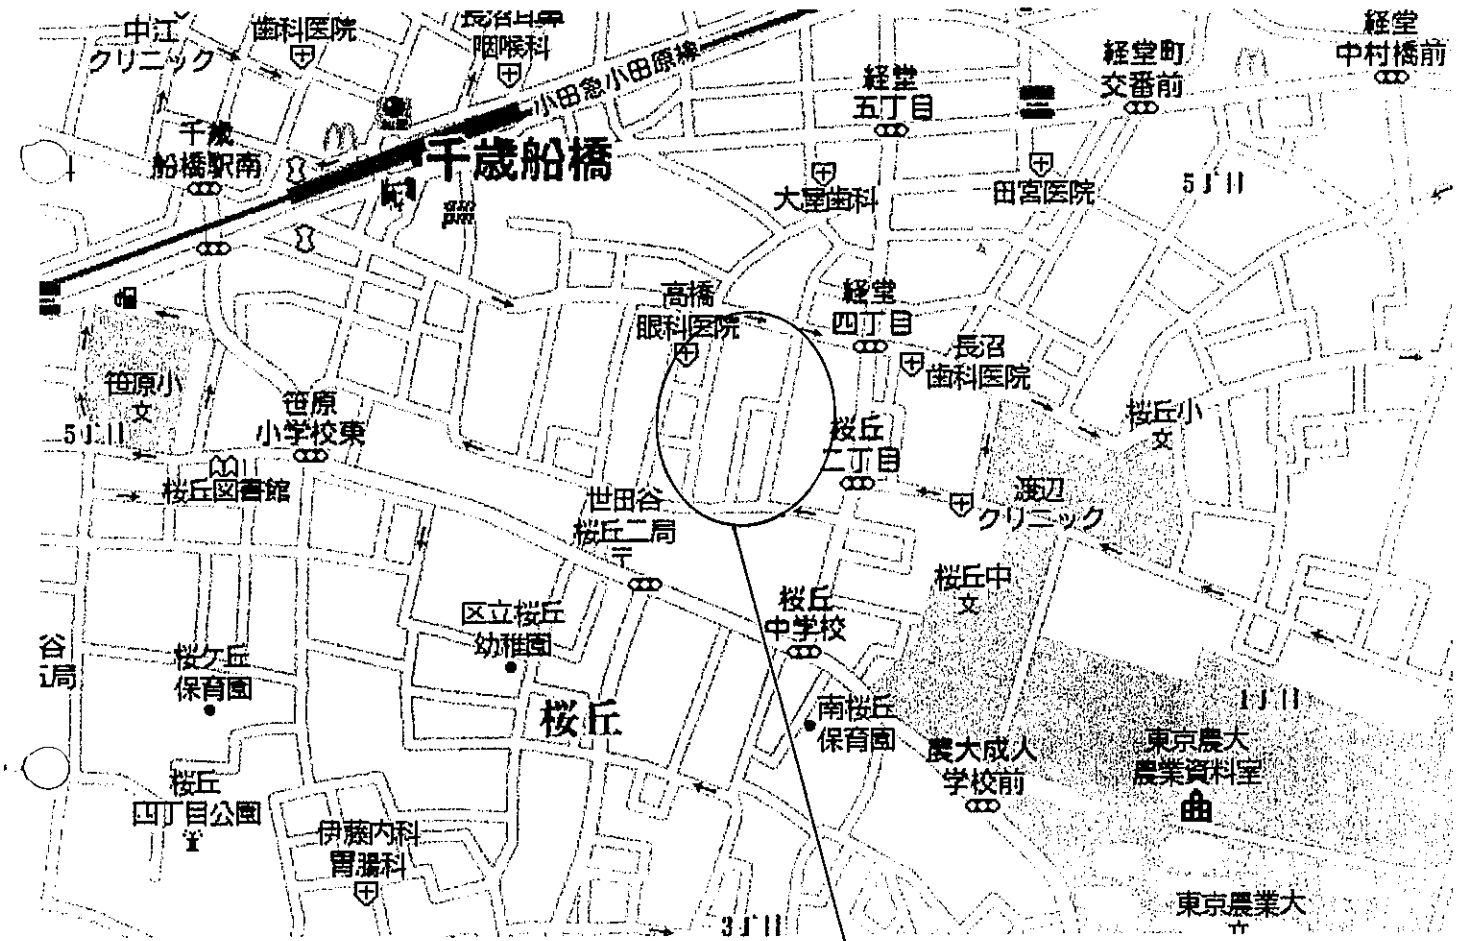 中江
クリニック
歯科医院
長沼耳鼻
咽喉科
小田急小田原線
経堂
五丁目
経堂町
交番前
経堂
中村橋前
千歳
船橋駅南
千歳船橋
大屋歯科
田宮医院
5丁目
高橋
眼科医院
経堂
四丁目
長沼
歯科医院
笹原小
文
5丁目
笹原
小学校東
桜丘図書館
桜丘
二丁目
桜丘小
文
世田谷
桜丘二局
〒
渡辺
クリニック
桜丘中
文
区立桜丘
幼稚園
桜丘
中学校
谷
桜ケ丘
保育園
桜丘
南桜丘
保育園
1丁目
農大成人
学校前
東京農大
農業資料室
桜丘
四丁目公園
伊藤内科
胃腸科
3丁目
東京農業大